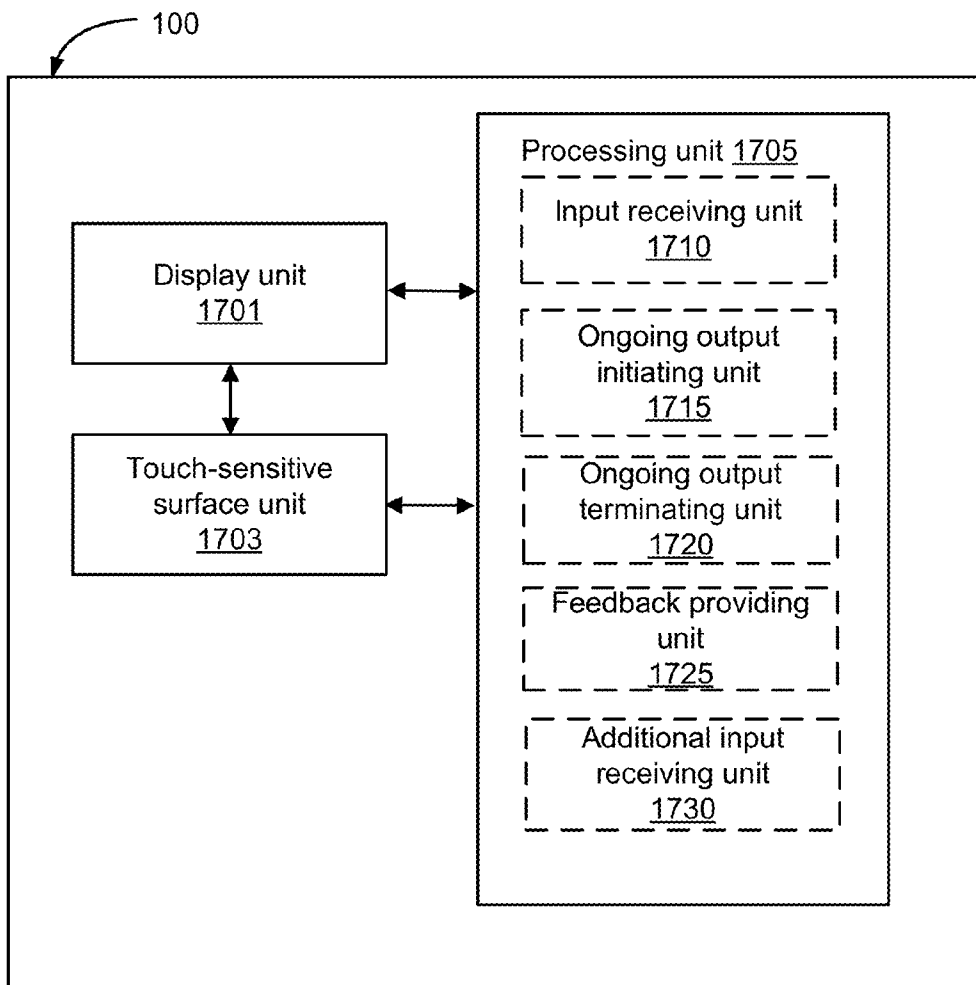 100
Processing unit 1705
Input receiving unit
1710
Display unit
1701
Ongoing output
initiating unit
1715
Touch-sensitive
surface unit
1703
Ongoing output
terminating unit
1720
Feedback providing
unit
1725
Additional input
receiving unit
1730